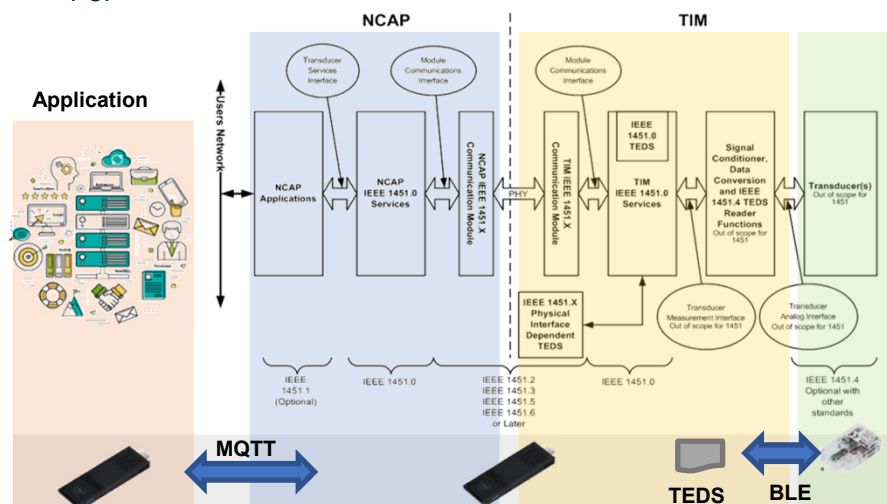 NCAP
TIM
Application
Users Network
Transducer
Services
Interface
Module
Communications
Interface
Module
Communications
Interface
NCAP
Applications
NCAP
IEEE 1451.0
Services
NCAP IEEE 1451.X
Communication Module
PHY
TIM IEEE 1451.X
Communication Module
IEEE
1451.0
TEDS
TIM
IEEE 1451.0
Services
Signal
Conditioner,
Data
Conversion
and IEEE
1451.4 TEDS
Reader
Functions
Out of scope for
1451
Transducer(s)
Out of scope for
1451
IEEE 1451.X
Physical
Interface
Dependent
TEDS
Transducer
Measurement Interface
Out of scope for 1451
Transducer
Analog Interface
Out of scope for 1451
IEEE
1451.1
(Optional)
IEEE 1451.0
IEEE 1451.2
IEEE 1451.3
IEEE 1451.5
IEEE 1451.6
or Later
IEEE 1451.0
IEEE 1451.4
Optional with
other
standards
MQTT
TEDS
BLE